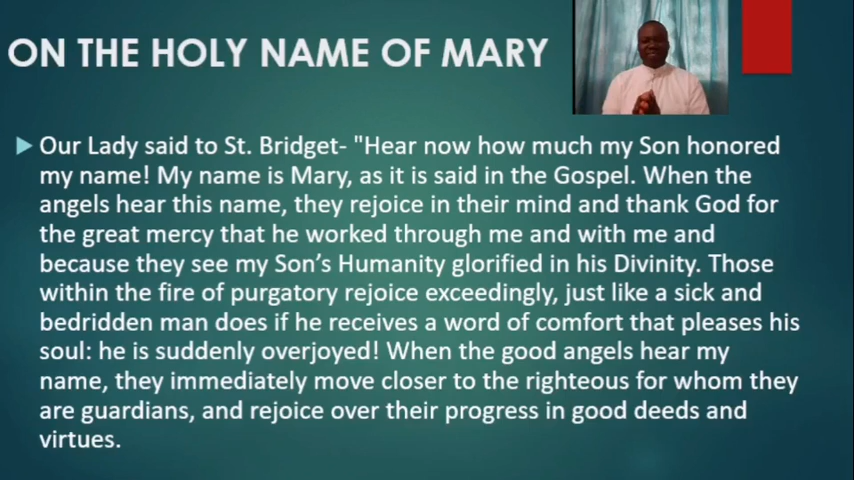 ON THE HOLY NAME OF MARY
Our Lady said to St. Bridget- "Hear now how much my Son honored
my name! My name is Mary, as it is said in the Gospel. When the
angels hear this name, they rejoice in their mind and thank God for
the great mercy that he worked through me and with me and
because they see my Son’s Humanity glorified in his Divinity. Those
within the fire of purgatory rejoice exceedingly, just like a sick and
bedridden man does if he receives a word of comfort that pleases his
soul: he is suddenly overjoyed! When the good angels hear my
name, they immediately move closer to the righteous for whom they
are guardians, and rejoice over their progress in good deeds and
virtues.